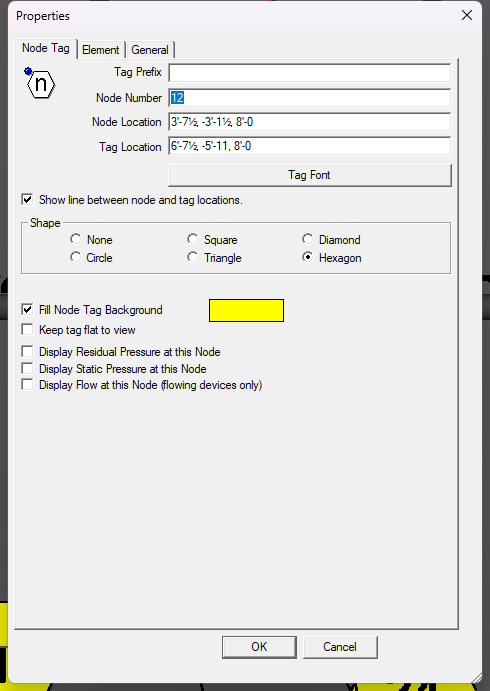 Properties
Node Tag Element General
n
Tag Prefix
Node Number 12
Node Location 3'-7½, -3'-1½, 8'-0
Tag Location 6'-7½, -5'-11, 8'-0
Tag Font
Show line between node and tag locations.
Shape
None Square Diamond
Circle Triangle Hexagon
Fill Node Tag Background
Keep tag flat to view
Display Residual Pressure at this Node
Display Static Pressure at this Node
Display Flow at this Node (flowing devices only)
OK Cancel